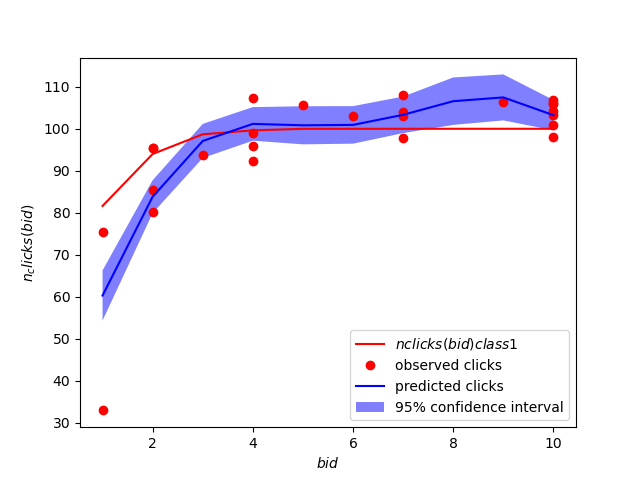 110
100
90
80
70
60
50
40
30
n_clicks(bid)
nclicks(bid)class1
observed clicks
predicted clicks
95% confidence interval
2 4 6 8 10
bid